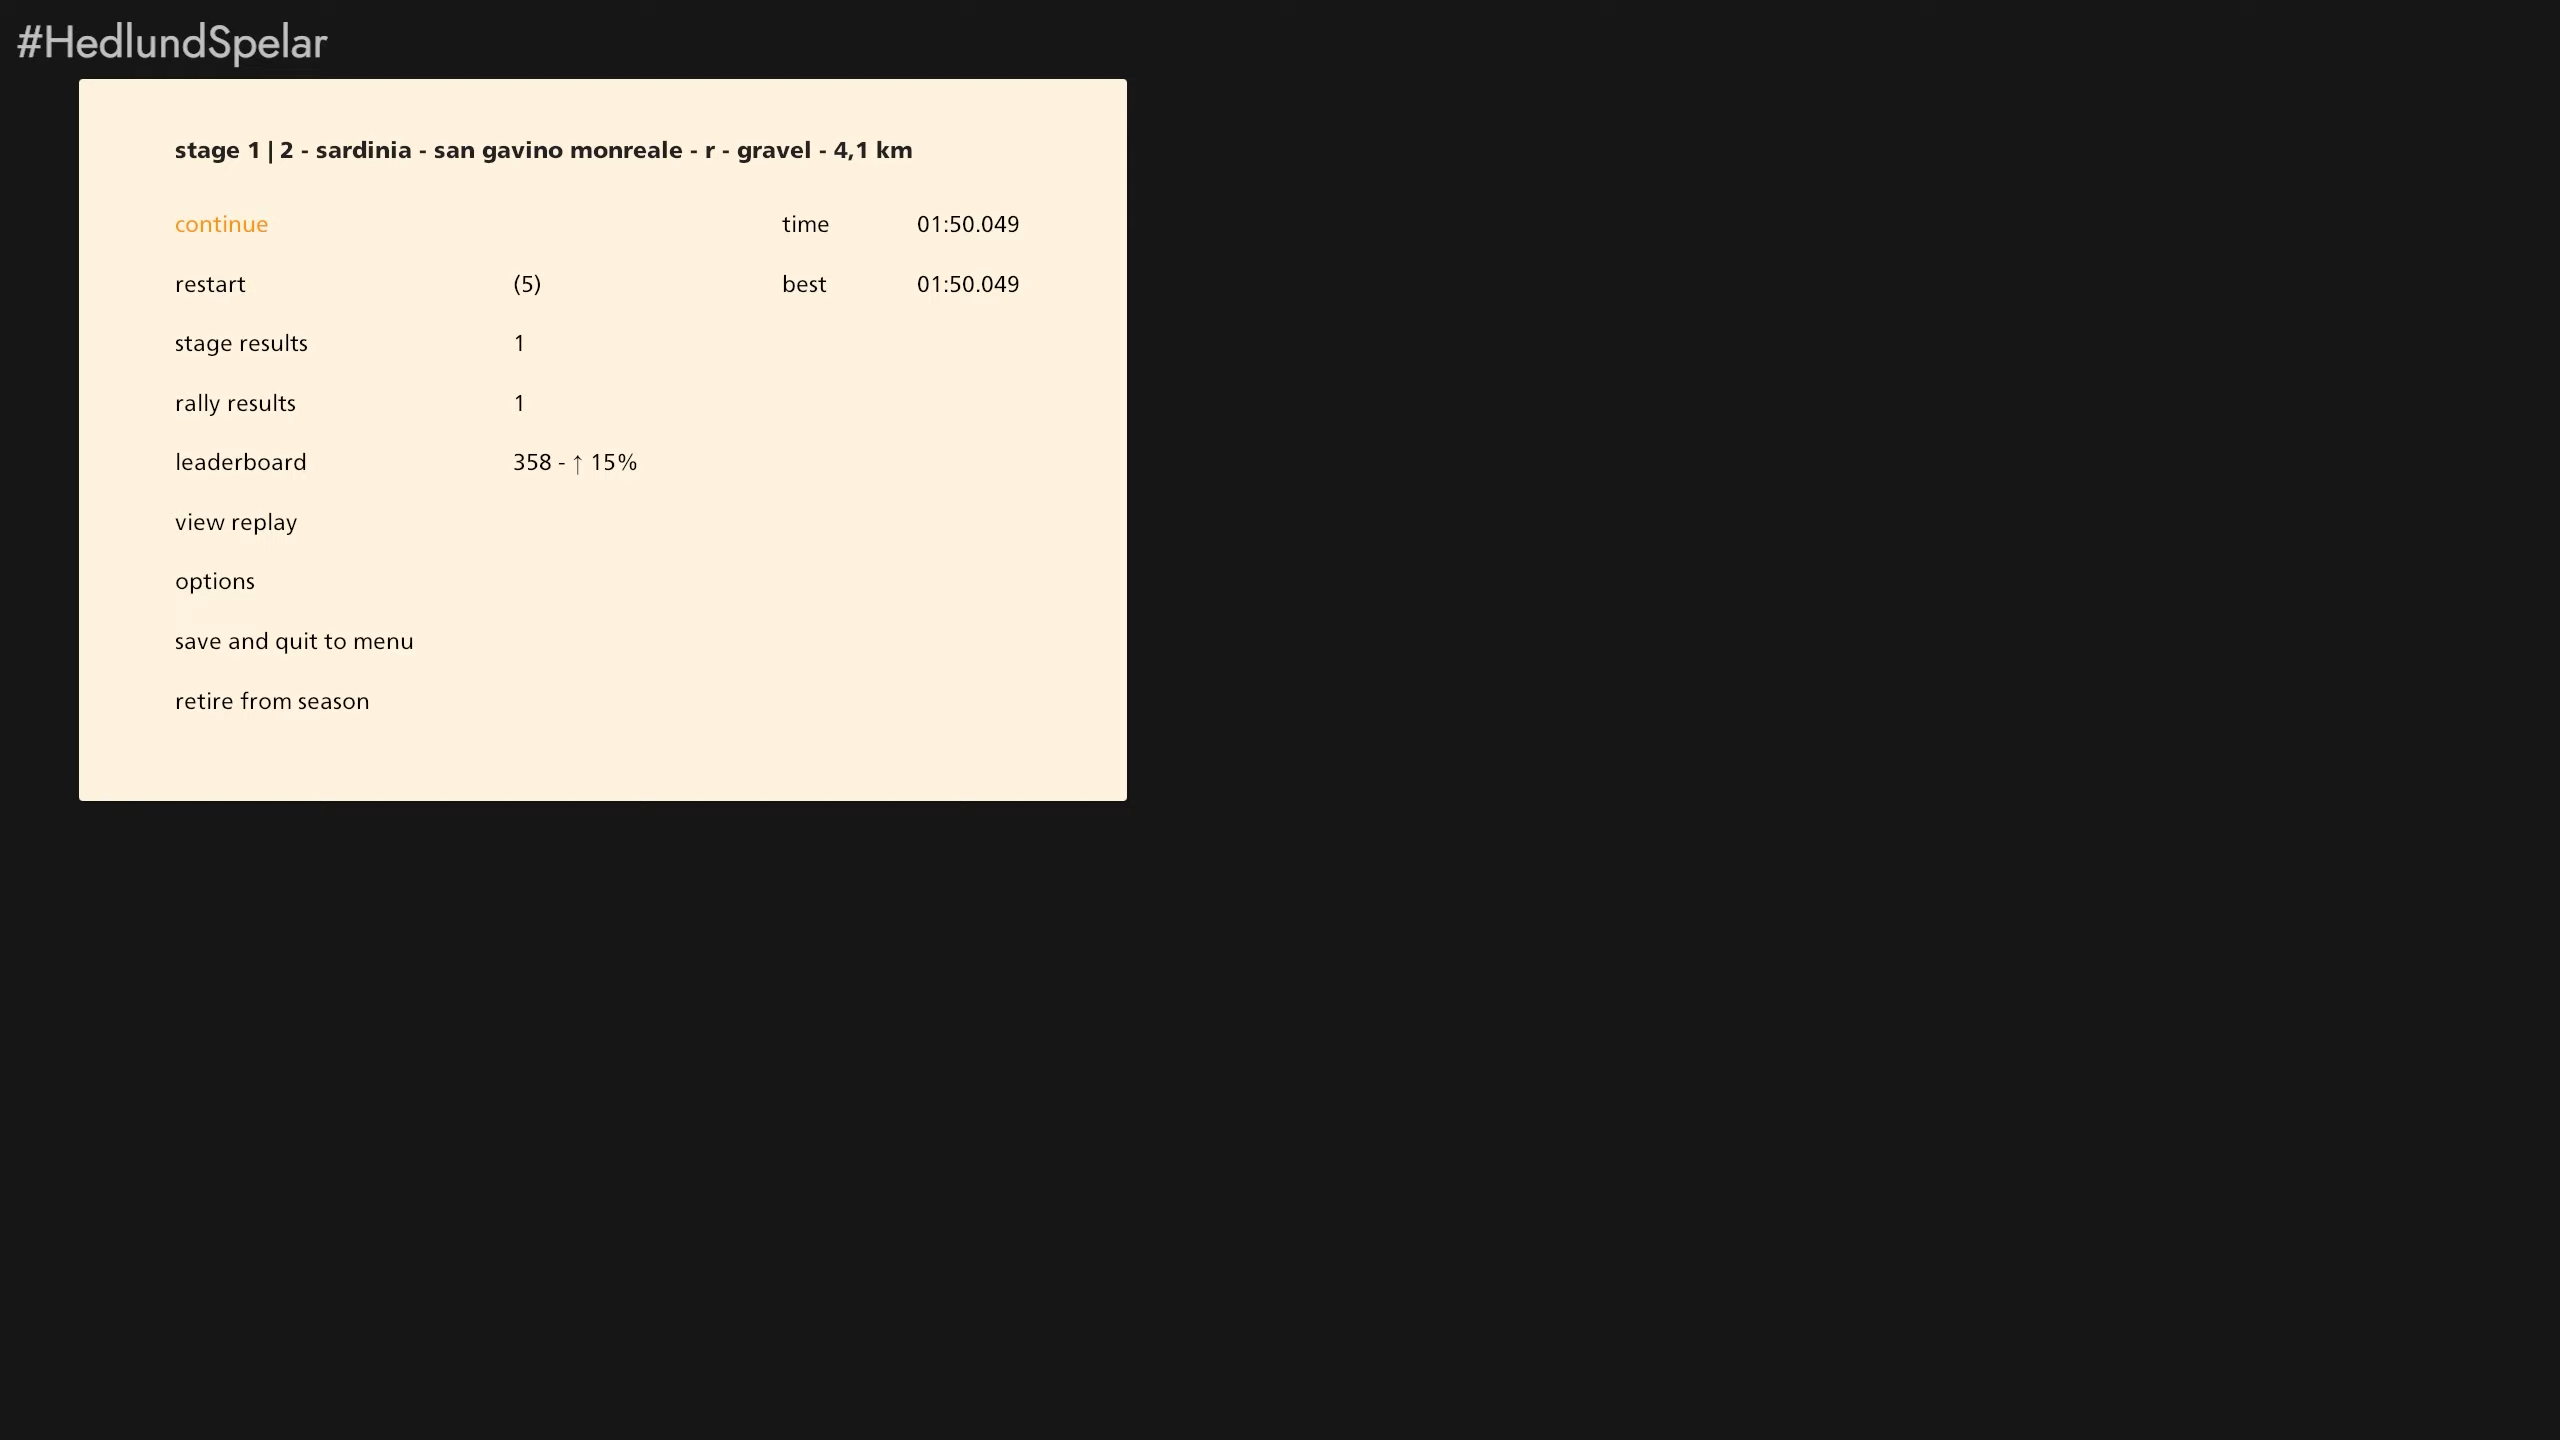 #HedlundSpelar
stage 1 | 2 - sardinia - san gavino monreale - r - gravel - 4,1 km
continue time 01:50.049
restart (5) best 01:50.049
stage results 1
rally results 1
leaderboard 358 - ↑ 15%
view replay
options
save and quit to menu
retire from season